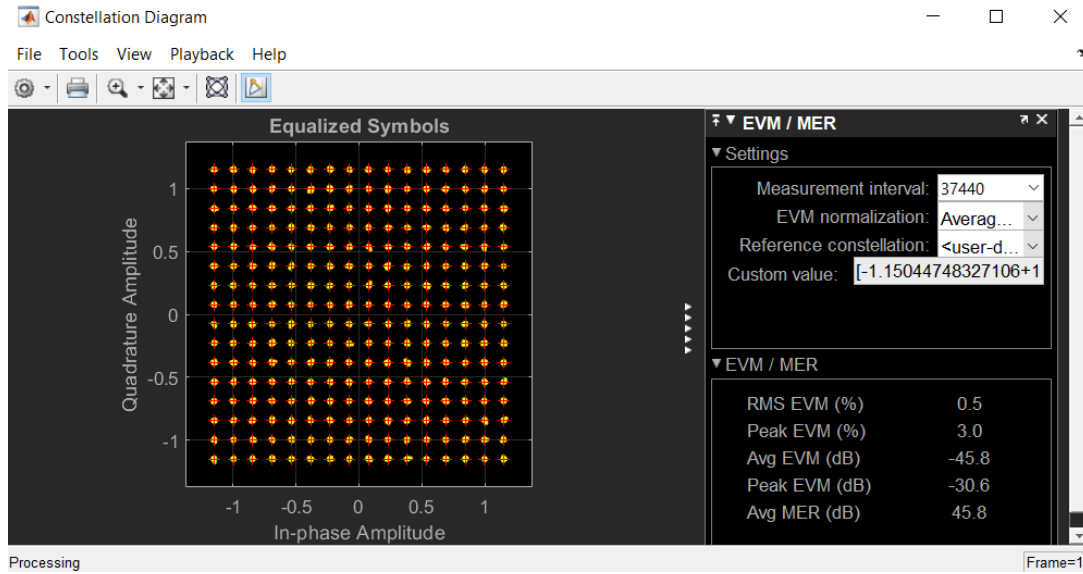 Constellation Diagram
File Tools View Playback Help
Equalized Symbols
Quadrature Amplitude
1
0.5
0
-0.5
-1
-1 -0.5 0 0.5 1
In-phase Amplitude
EVM / MER
Settings
Measurement interval: 37440
EVM normalization: Averag...
Reference constellation: <user-d...
Custom value: [-1.15044748327106+1
EVM / MER
RMS EVM (%) 0.5
Peak EVM (%) 3.0
Avg EVM (dB) -45.8
Peak EVM (dB) -30.6
Avg MER (dB) 45.8
Processing Frame=1